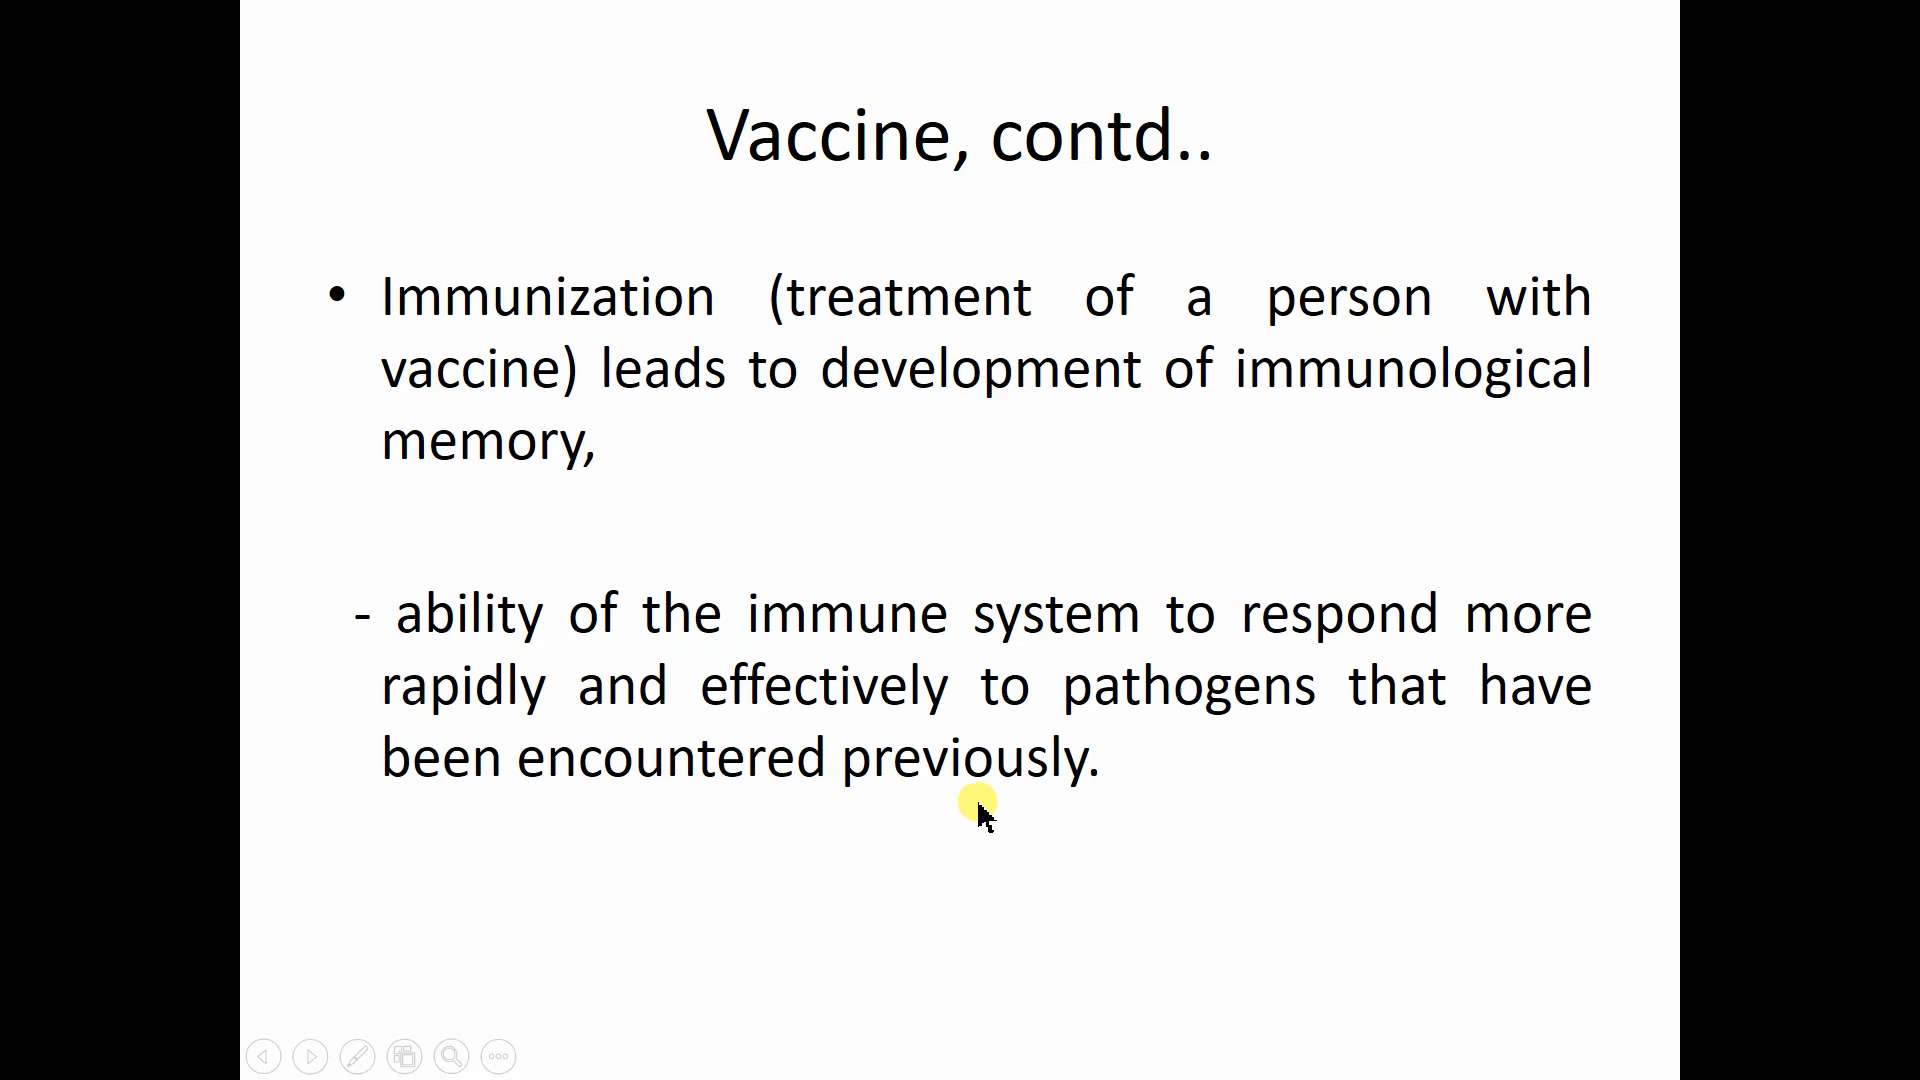 Vaccine, contd..
• Immunization (treatment of a person with
vaccine) leads to development of immunological
memory,
- ability of the immune system to respond more
rapidly and effectively to pathogens that have
been encountered previously.